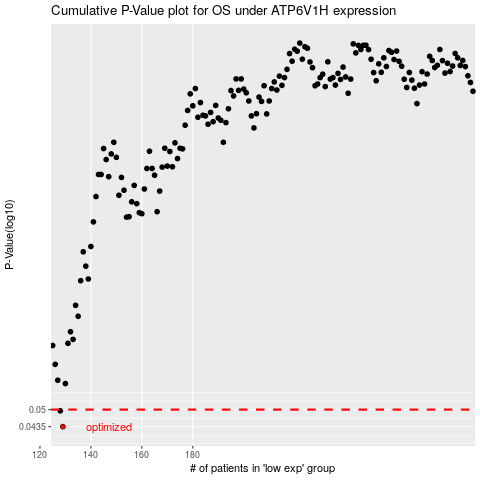 Cumulative P-Value plot for OS under ATP6V1H expression
P-Value(log10)
0.05
0.0435
optimized
120 140 160 180
# of patients in 'low exp' group